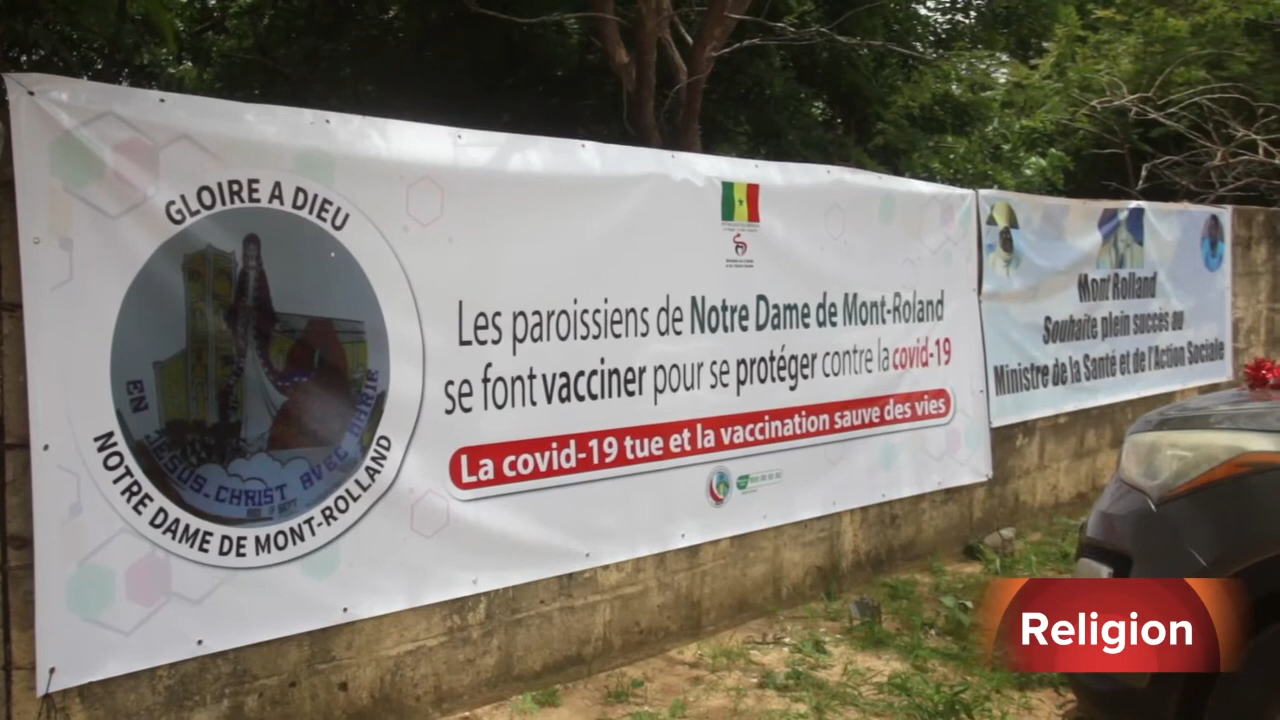 GLOIRE A DIEU
EN
JESUS-CHRIST AVEC MARIE
NOTRE DAME DE MONT-ROLLAND
Les paroissiens de Notre Dame de Mont-Roland
se font vacciner pour se protéger contre la covid-19
La covid-19 tue et la vaccination sauve des vies
Mont Rolland
Souhaite plein succès au
Ministre de la Santé et de l'Action Sociale
Religion